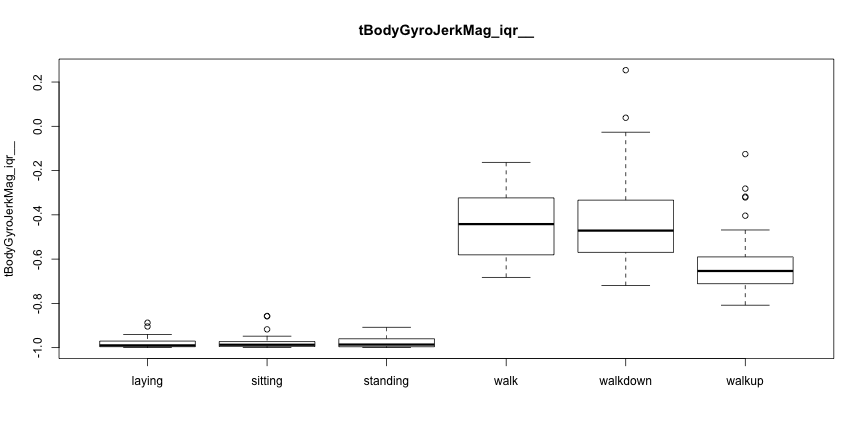 tBodyGyroJerkMag_iqr__
tBodyGyroJerkMag_iqr__
0.2
0.0
-0.2
-0.4
-0.6
-0.8
-1.0
laying sitting standing walk walkdown walkup